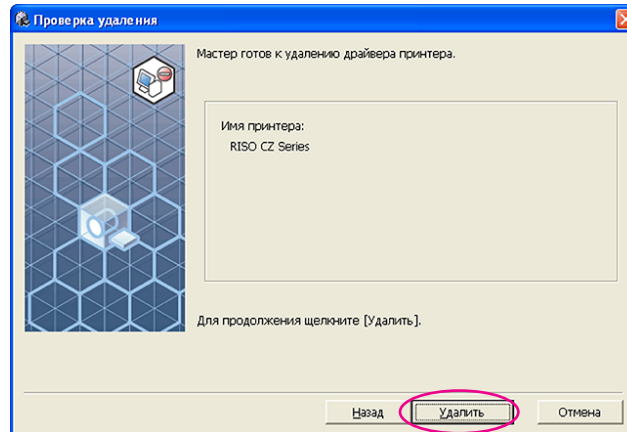 Проверка удаления
Мастер готов к удалению драйвера принтера.
Имя принтера:
RISO CZ Series
Для продолжения щелкните [Удалить].
Назад
Удалить
Отмена